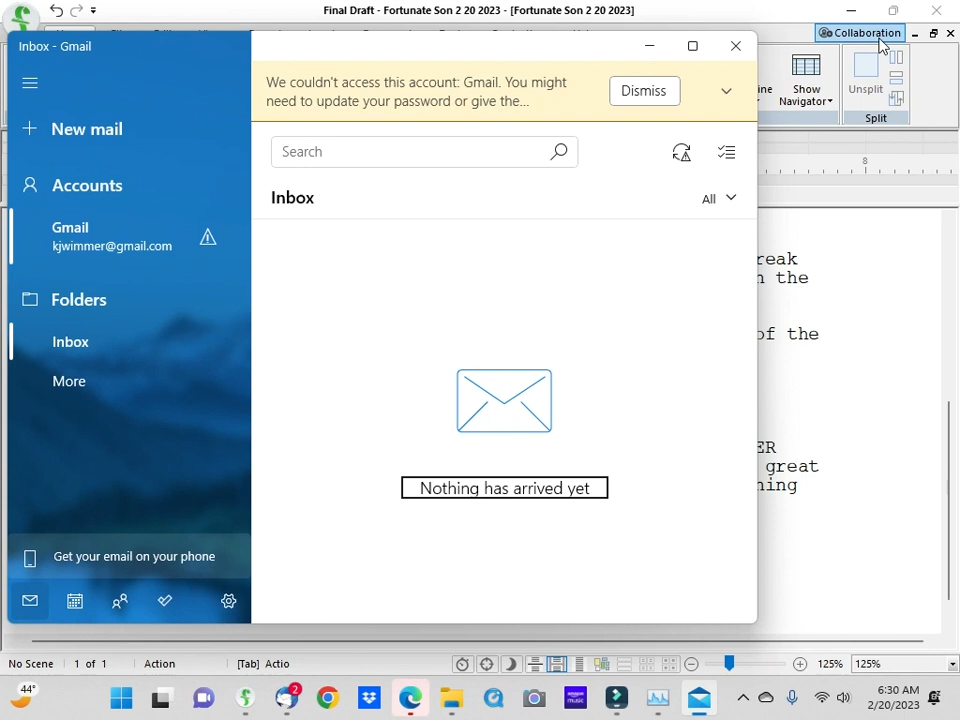 Final Draft - Fortunate Son 2 20 2023 - [Fortunate Son 2 20 2023]
Collaboration
Inbox - Gmail
We couldn't access this account: Gmail. You might
need to update your password or give the...
Dismiss
Show
Navigator
Unsplit
Split
New mail
Search
8
Accounts
Inbox
All
Gmail
kjwimmer@gmail.com
reak
the
Folders
of the
Inbox
More
ER
great
Nothing has arrived yet
Get your email on your phone
No Scene
1 of 1
Action
[Tab] Actio
125%
125%
44°
2
6:30 AM
2/20/2023